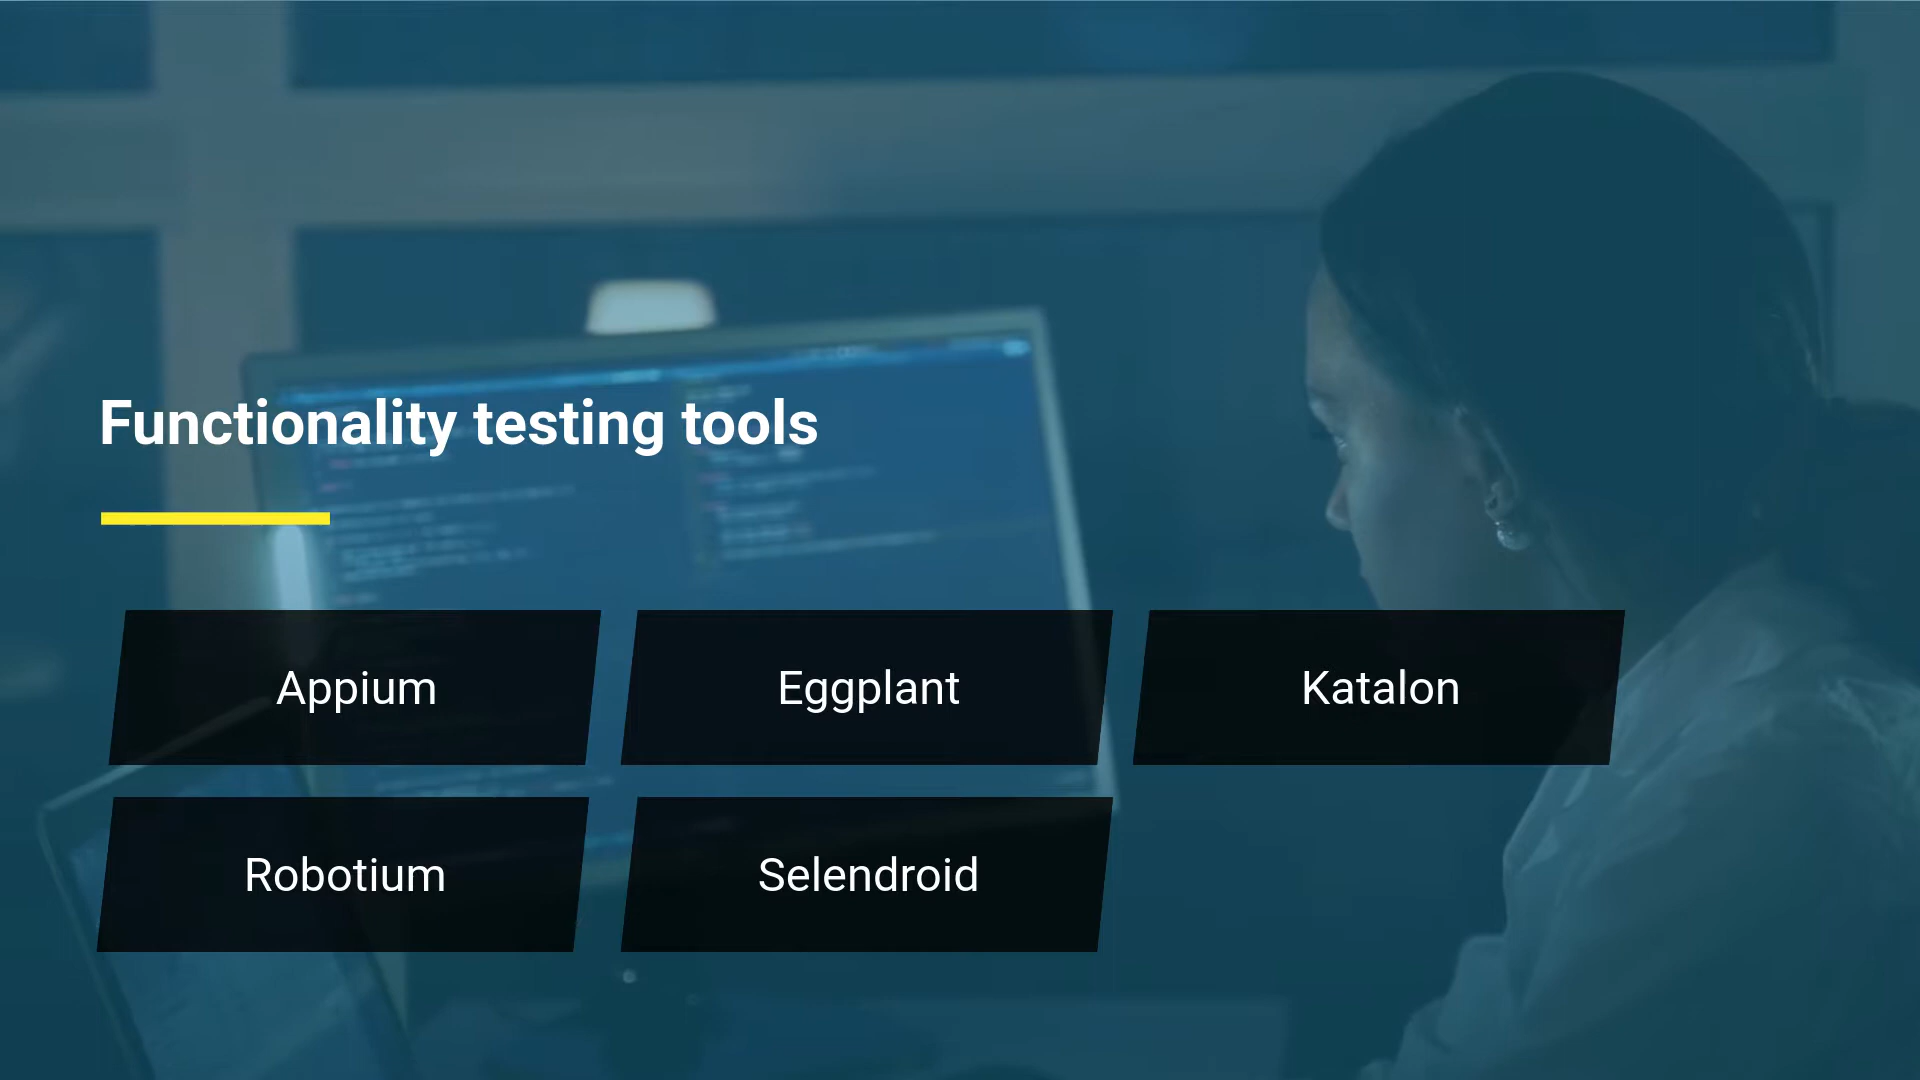 Functionality testing tools
Appium
Eggplant
Katalon
Robotium
Selendroid